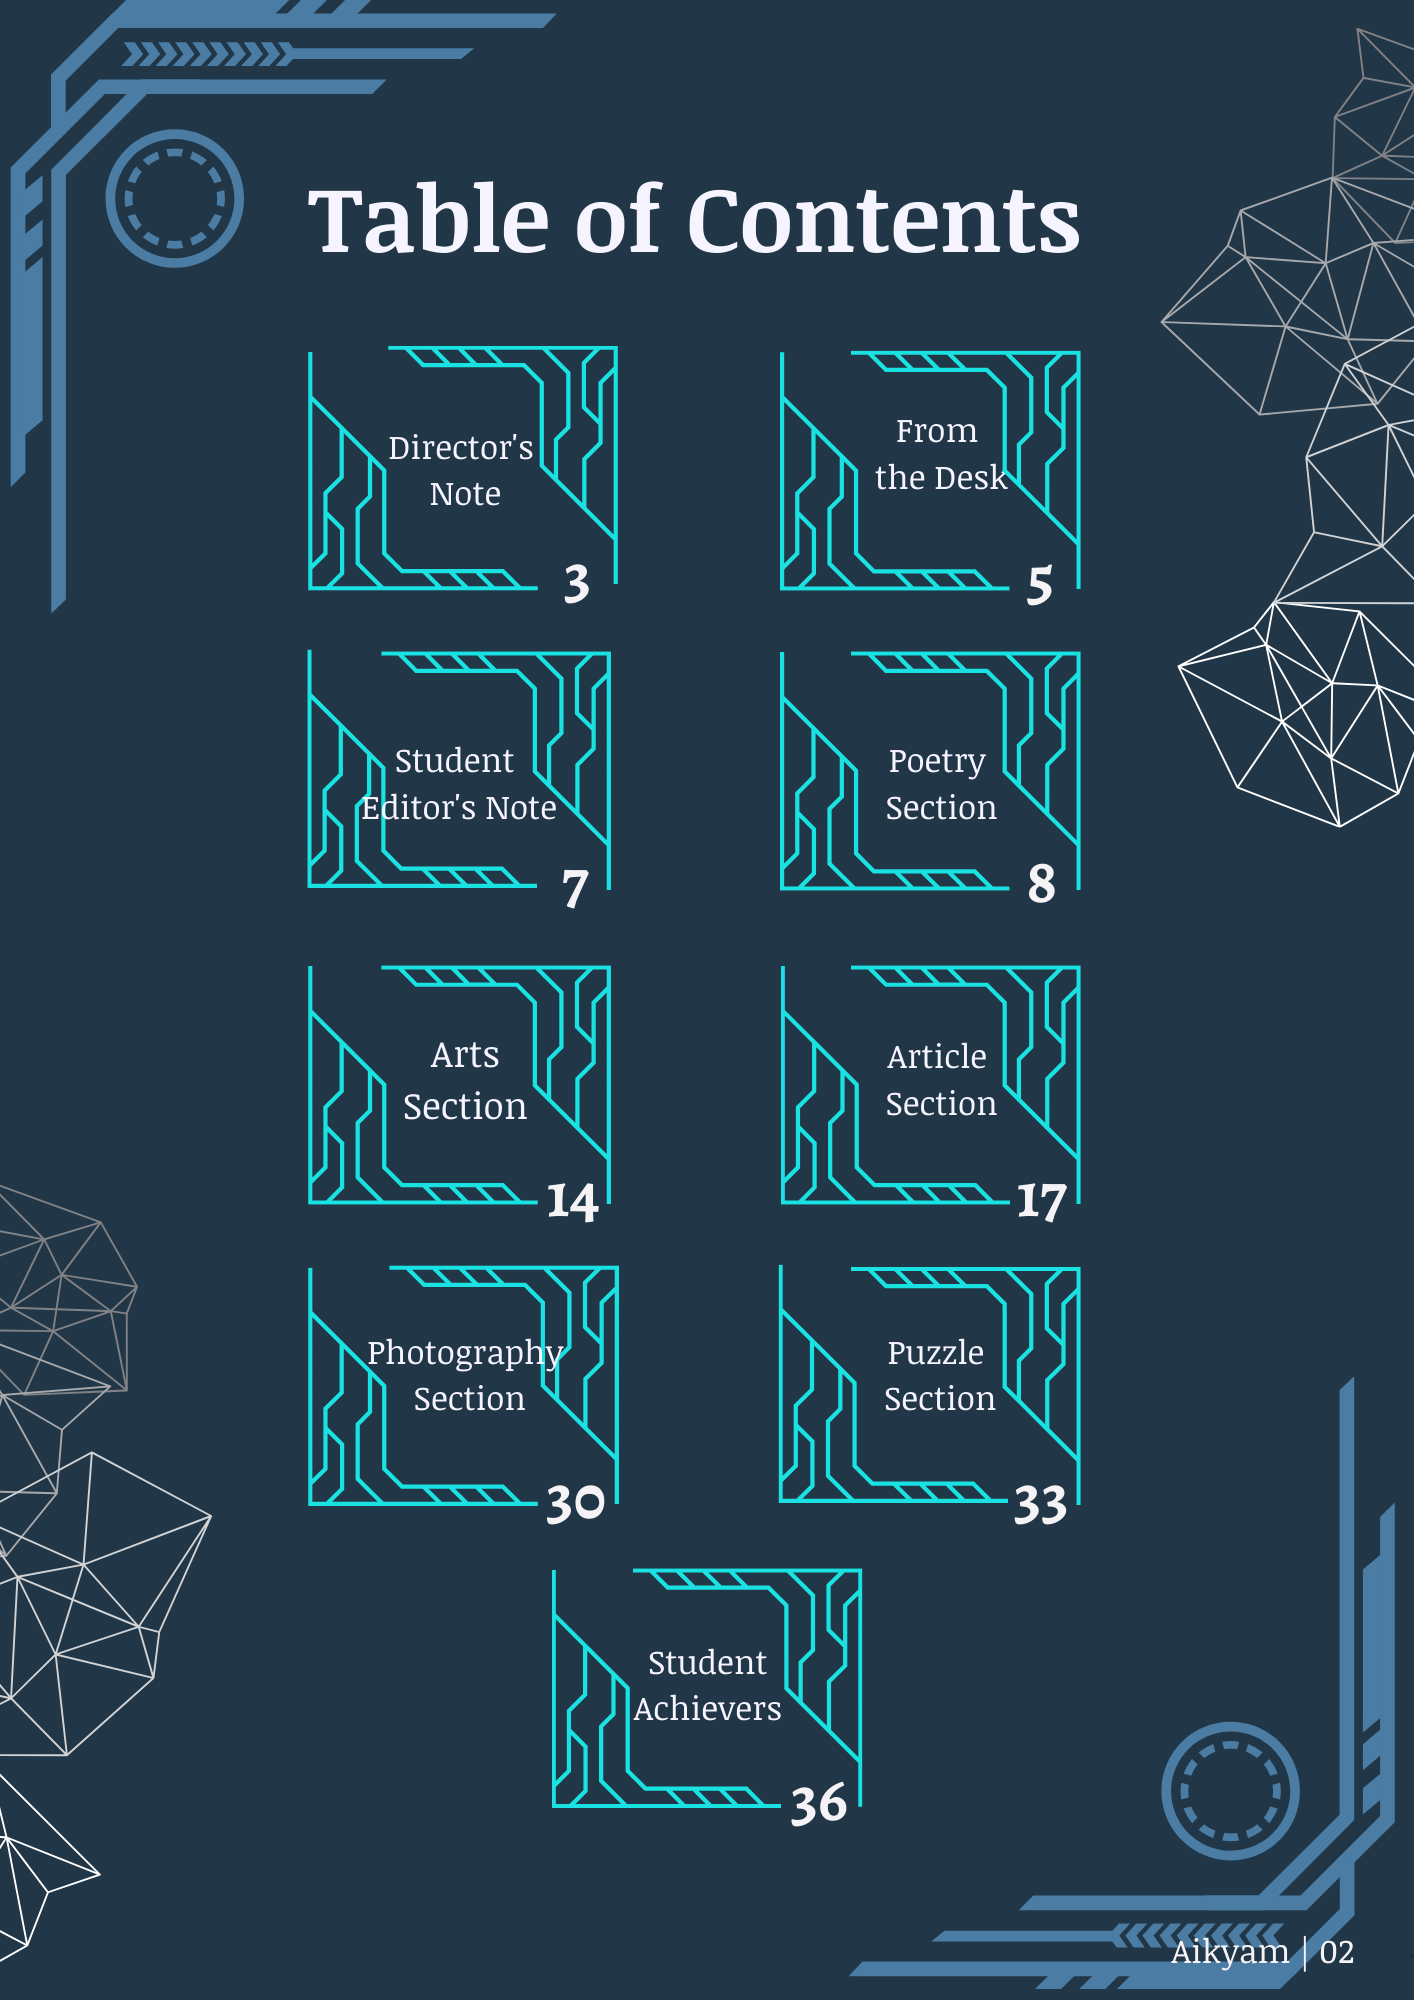 Table of Contents
Director's
Note
3
From
the Desk
5
Student
Editor's Note
7
Poetry
Section
8
Arts
Section
14
Article
Section
17
Photography
Section
30
Puzzle
Section
33
Student
Achievers
36
Aikyam | 02